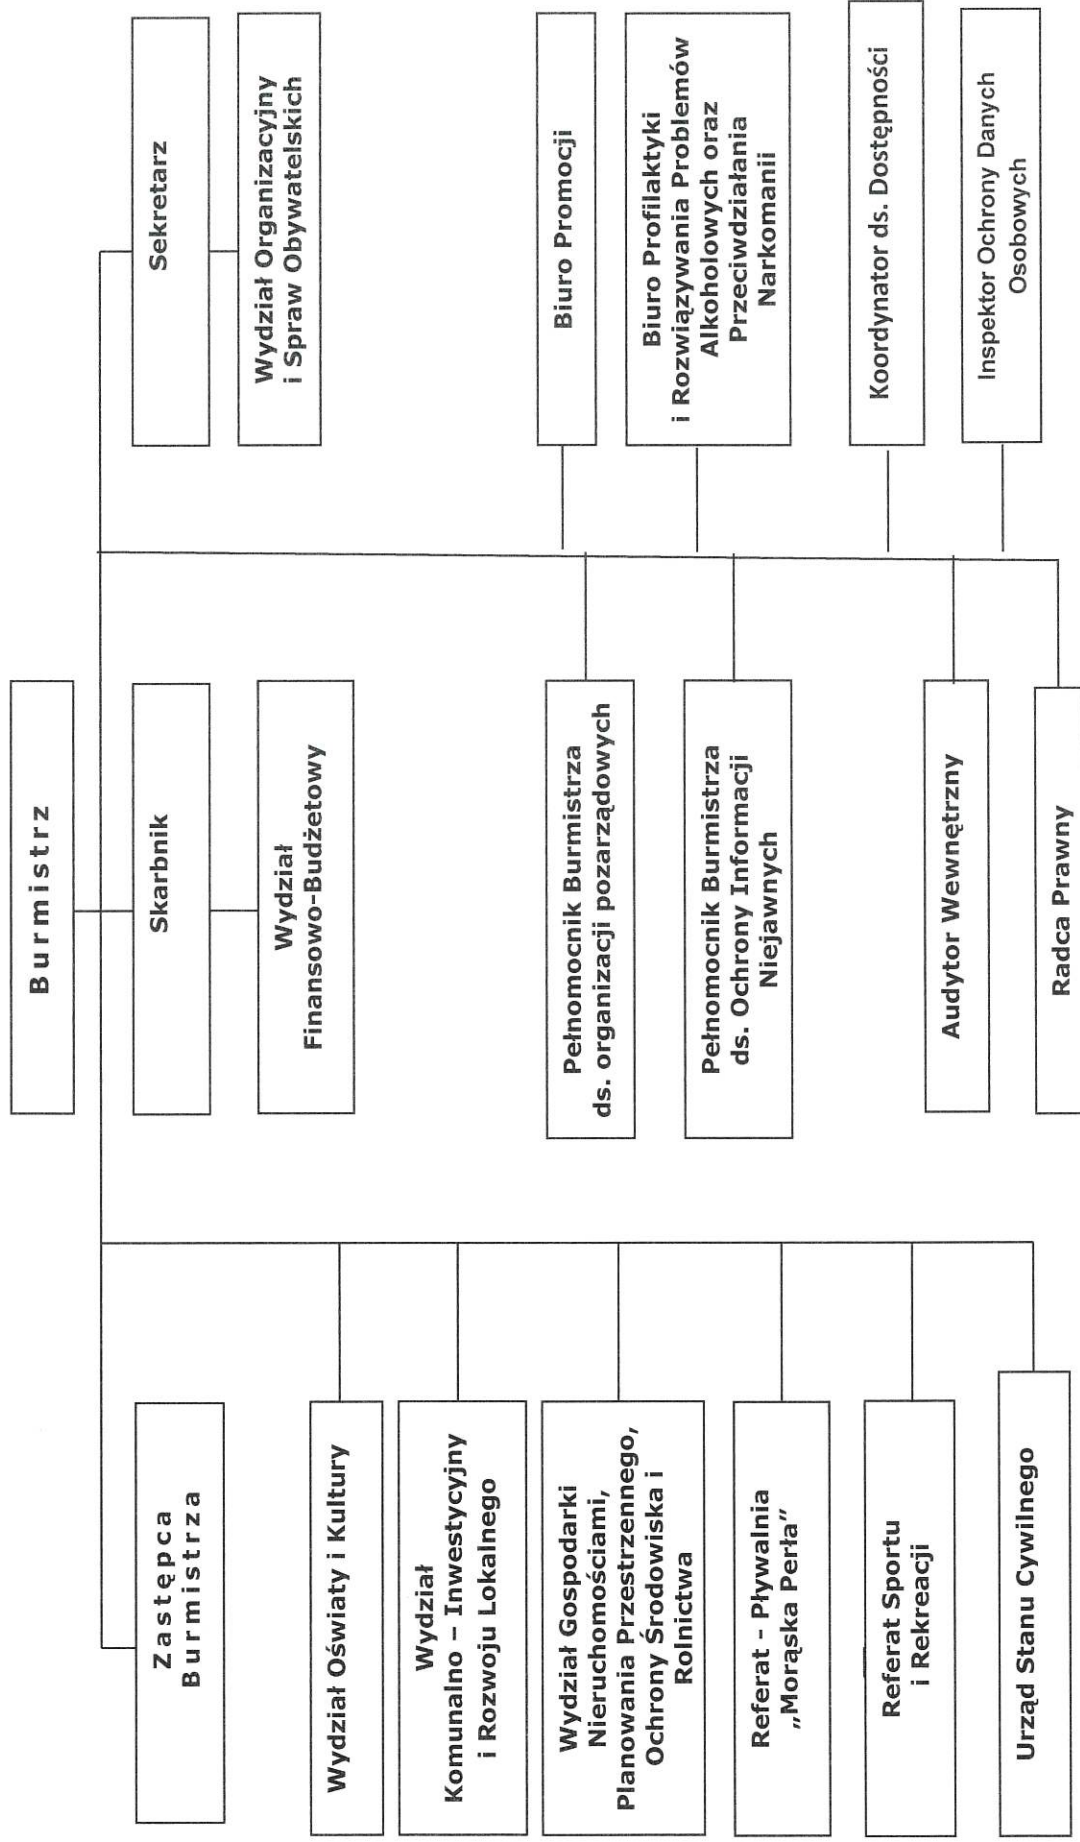 Burmistrz
Zastępca
Burmistrza
Skarbnik
Sekretarz
Wydział
Finansowo-Budżetowy
Wydział Organizacyjny
i Spraw Obywatelskich
Wydział Oświaty i Kultury
Wydział
Komunalno – Inwestycyjny
i Rozwoju Lokalnego
Wydział Gospodarki
Nieruchomościami,
Planowania Przestrzennego,
Ochrony Środowiska i
Rolnictwa
Referat - Pływalnia
„Morąska Perła”
Referat Sportu
i Rekreacji
Urząd Stanu Cywilnego
Pełnomocnik Burmistrza
ds. organizacji pozarządowych
Pełnomocnik Burmistrza
ds. Ochrony Informacji
Niejawnych
Audytor Wewnętrzny
Radca Prawny
Biuro Promocji
Biuro Profilaktyki
i Rozwiązywania Problemów
Alkoholowych oraz
Przeciwdziałania
Narkomanii
Koordynator ds. Dostępności
Inspektor Ochrony Danych
Osobowych